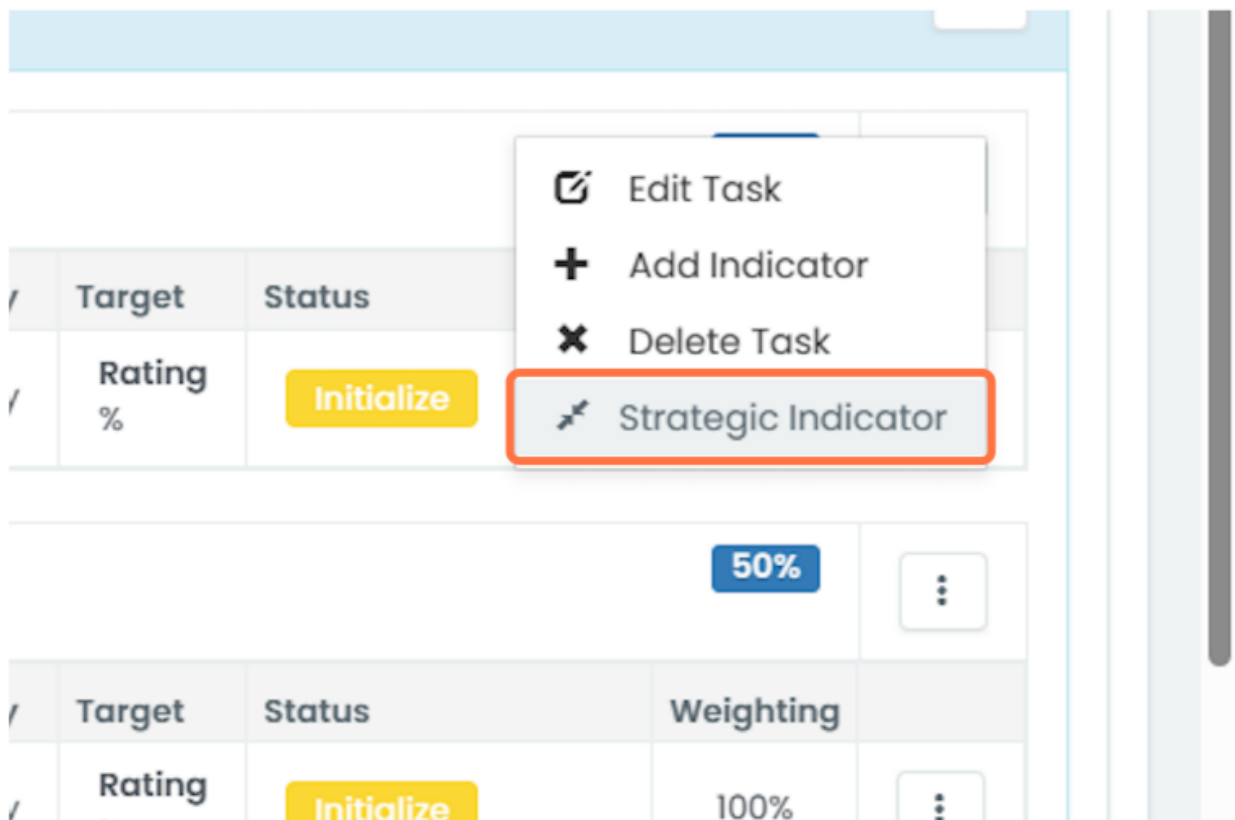 Edit Task
Add Indicator
Delete Task
Strategic Indicator
Target Status
Rating
%
Initialize
50%
Target Status Weighting
Rating
Initialize
100%